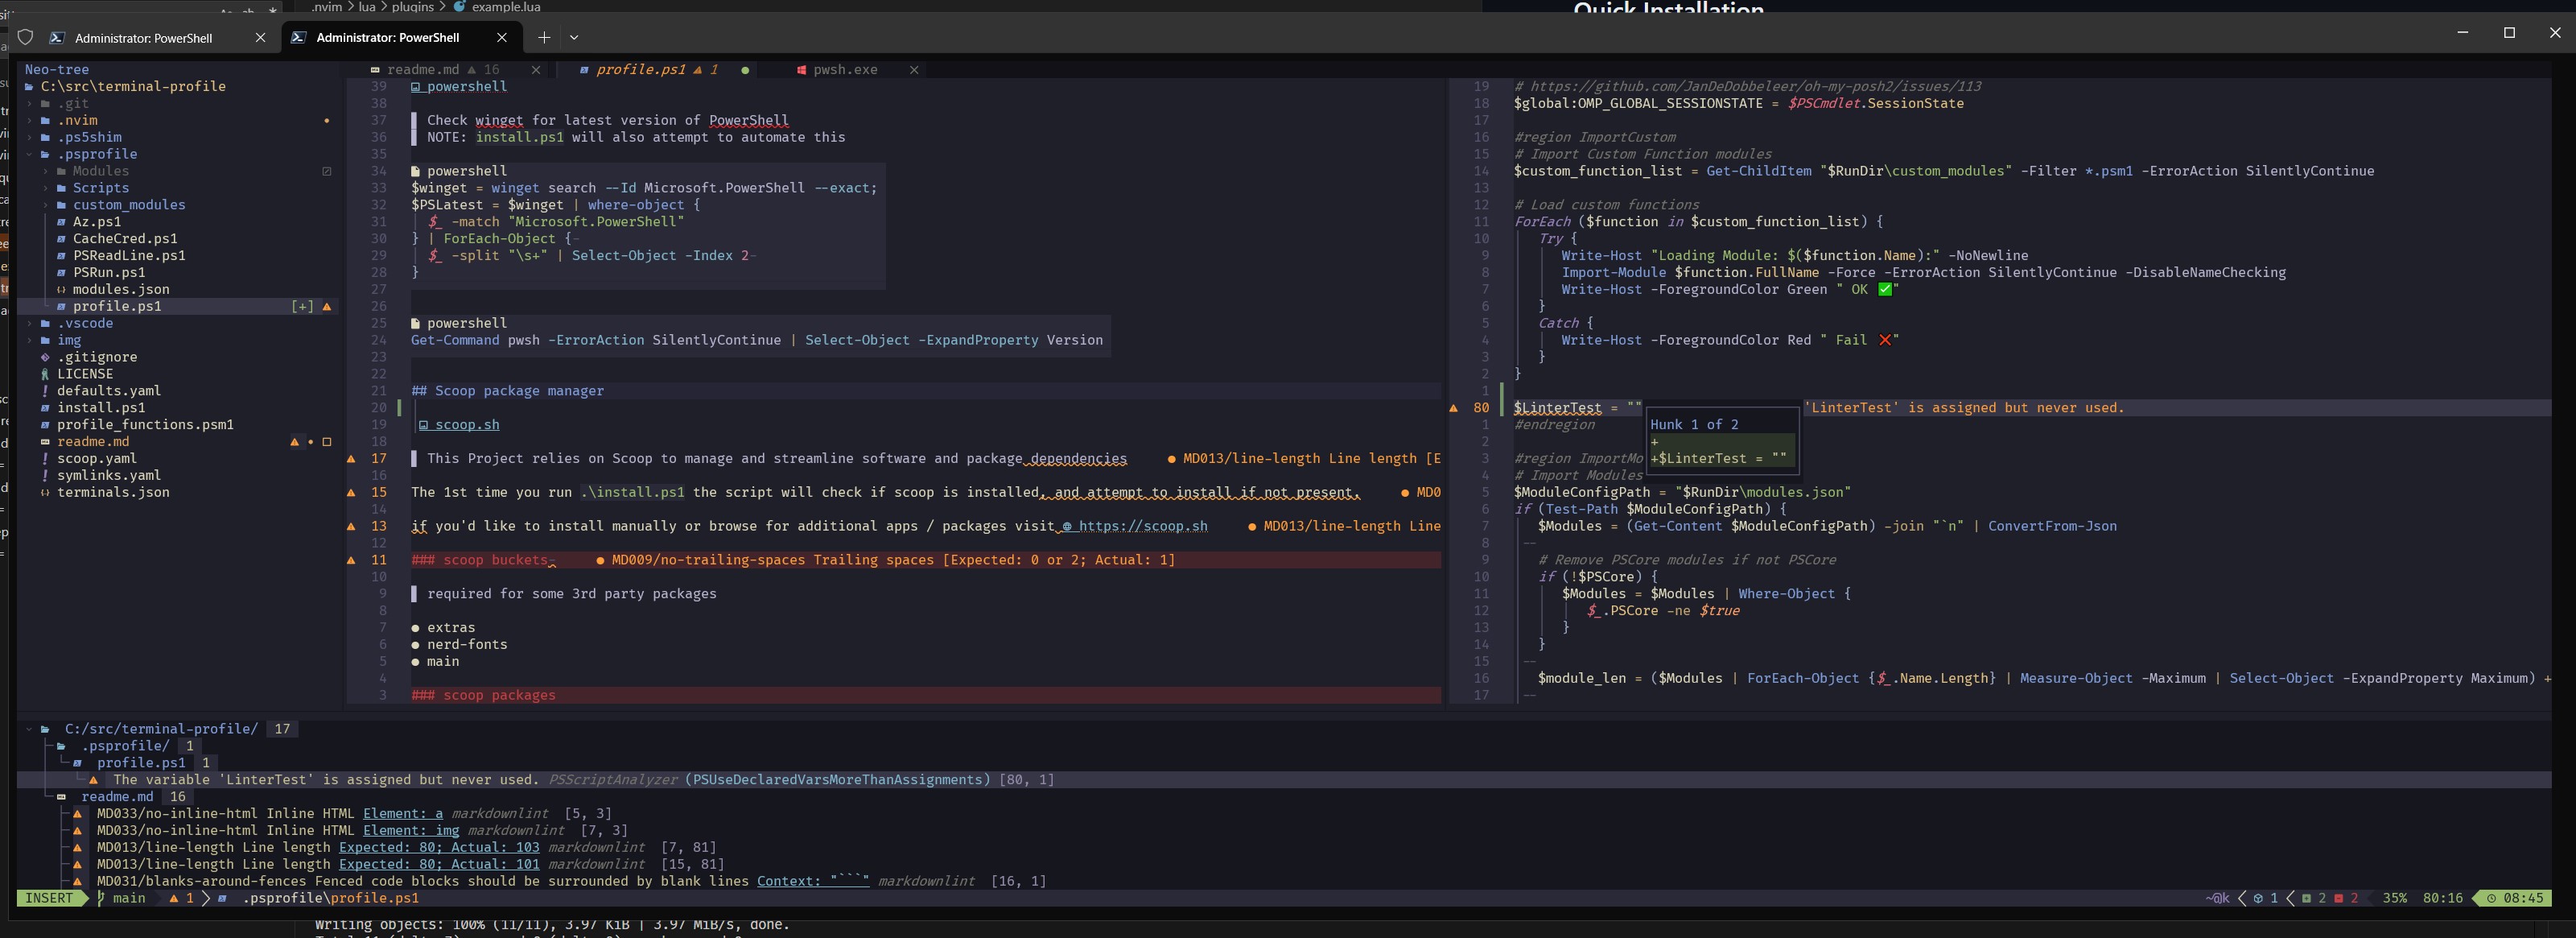 .nvim > lua > plugins > example.lua
Quick Installation
Administrator: PowerShell
Administrator: PowerShell
Neo-tree
C:\src\terminal-profile
.git
.nvim
.ps5shim
.psprofile
Modules
Scripts
custom_modules
Az.ps1
CacheCred.ps1
PSReadLine.ps1
PSRun.ps1
modules.json
profile.ps1 [+]
.vscode
img
.gitignore
LICENSE
defaults.yaml
install.ps1
profile_functions.psm1
readme.md
scoop.yaml
symlinks.yaml
terminals.json
readme.md 16
profile.ps1 1
pwsh.exe
39 powershell
38
37 Check winget for latest version of PowerShell
36 NOTE: install.ps1 will also attempt to automate this
35
34 powershell
33 $winget = winget search --Id Microsoft.PowerShell --exact;
32 $PSLatest = $winget | where-object {
31 $_ -match "Microsoft.PowerShell"
30 } | ForEach-Object {-
29 $_ -split "\s+" | Select-Object -Index 2-
28 }
27
26
25 powershell
24 Get-Command pwsh -ErrorAction SilentlyContinue | Select-Object -ExpandProperty Version
23
22
21 ## Scoop package manager
20
19 scoop.sh
18
17 This Project relies on Scoop to manage and streamline software and package dependencies ● MD013/line-length Line length [E
16
15 The 1st time you run .\install.ps1 the script will check if scoop is installed, and attempt to install if not present. ● MD0
14
13 if you'd like to install manually or browse for additional apps / packages visit https://scoop.sh ● MD013/line-length Line
12
11 ### scoop buckets- ● MD009/no-trailing-spaces Trailing spaces [Expected: 0 or 2; Actual: 1]
10
9 required for some 3rd party packages
8
7 ● extras
6 ● nerd-fonts
5 ● main
4
3 ### scoop packages
19 # https://github.com/JanDeDobbeleer/oh-my-posh2/issues/113
18 $global:OMP_GLOBAL_SESSIONSTATE = $PSCmdlet.SessionState
17
16 #region ImportCustom
15 # Import Custom Function modules
14 $custom_function_list = Get-ChildItem "$RunDir\custom_modules" -Filter *.psm1 -ErrorAction SilentlyContinue
13
12 # Load custom functions
11 ForEach ($function in $custom_function_list) {
10 Try {
9 Write-Host "Loading Module: $($function.Name):" -NoNewline
8 Import-Module $function.FullName -Force -ErrorAction SilentlyContinue -DisableNameChecking
7 Write-Host -ForegroundColor Green " OK ✅"
6 }
5 Catch {
4 Write-Host -ForegroundColor Red " Fail ❌"
3 }
2 }
1
80 $LinterTest = "" 'LinterTest' is assigned but never used.
1 #endregion
2
3 #region ImportMo
4 # Import Modules
5 $ModuleConfigPath = "$RunDir\modules.json"
6 if (Test-Path $ModuleConfigPath) {
7 $Modules = (Get-Content $ModuleConfigPath) -join "`n" | ConvertFrom-Json
8 --
9 # Remove PSCore modules if not PSCore
10 if (!$PSCore) {
11 $Modules = $Modules | Where-Object {
12 $_.PSCore -ne $true
13 }
14 }
15 --
16 $module_len = ($Modules | ForEach-Object {$_.Name.Length} | Measure-Object -Maximum | Select-Object -ExpandProperty Maximum) +
17 --
Hunk 1 of 2
+
+$LinterTest = ""
C:/src/terminal-profile/ 17
.psprofile/ 1
profile.ps1 1
The variable 'LinterTest' is assigned but never used. PSScriptAnalyzer (PSUseDeclaredVarsMoreThanAssignments) [80, 1]
readme.md 16
MD033/no-inline-html Inline HTML Element: a markdownlint [5, 3]
MD033/no-inline-html Inline HTML Element: img markdownlint [7, 3]
MD013/line-length Line length Expected: 80; Actual: 103 markdownlint [7, 81]
MD013/line-length Line length Expected: 80; Actual: 101 markdownlint [15, 81]
MD031/blanks-around-fences Fenced code blocks should be surrounded by blank lines Context: "```" markdownlint [16, 1]
INSERT main 1 .psprofile\profile.ps1 ~@k 1 2 2 35% 80:16 08:45
Writing objects: 100% (11/11), 3.97 KiB | 3.97 MiB/s, done.